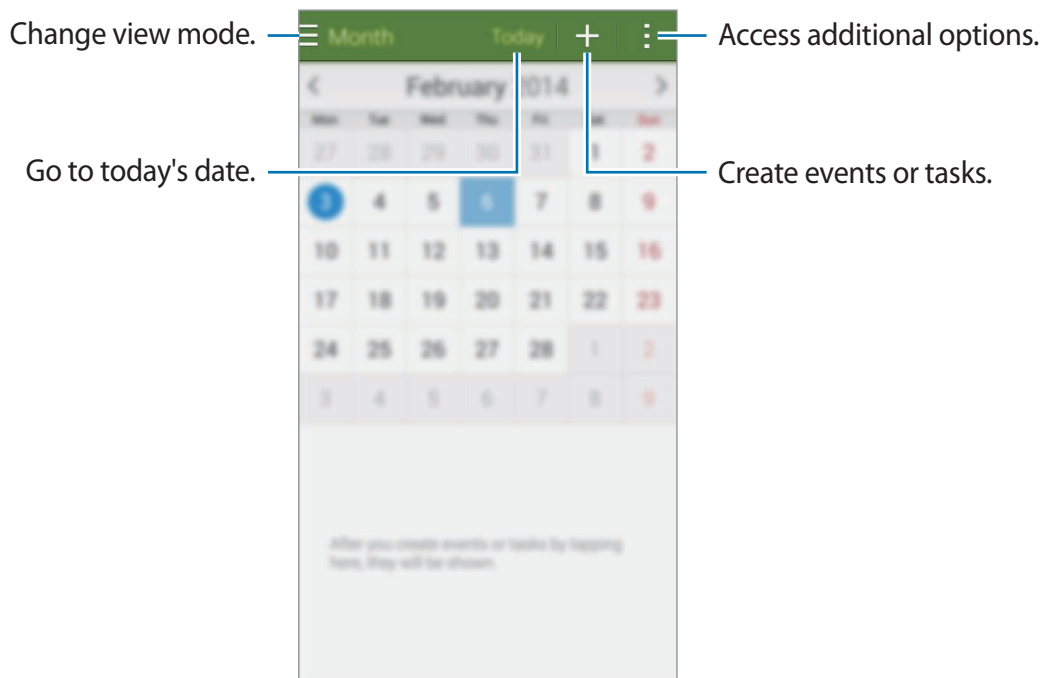 Change view mode.
Month
Today
Access additional options.
February 2014
Mon Tue Wed Thu Fri Sat Sun
27 28 29 30 31 1 2
Go to today's date.
Create events or tasks.
3 4 5 6 7 8 9
10 11 12 13 14 15 16
17 18 19 20 21 22 23
24 25 26 27 28 1 2
3 4 5 6 7 8 9
After you create events or tasks by tapping
here, they will be shown.